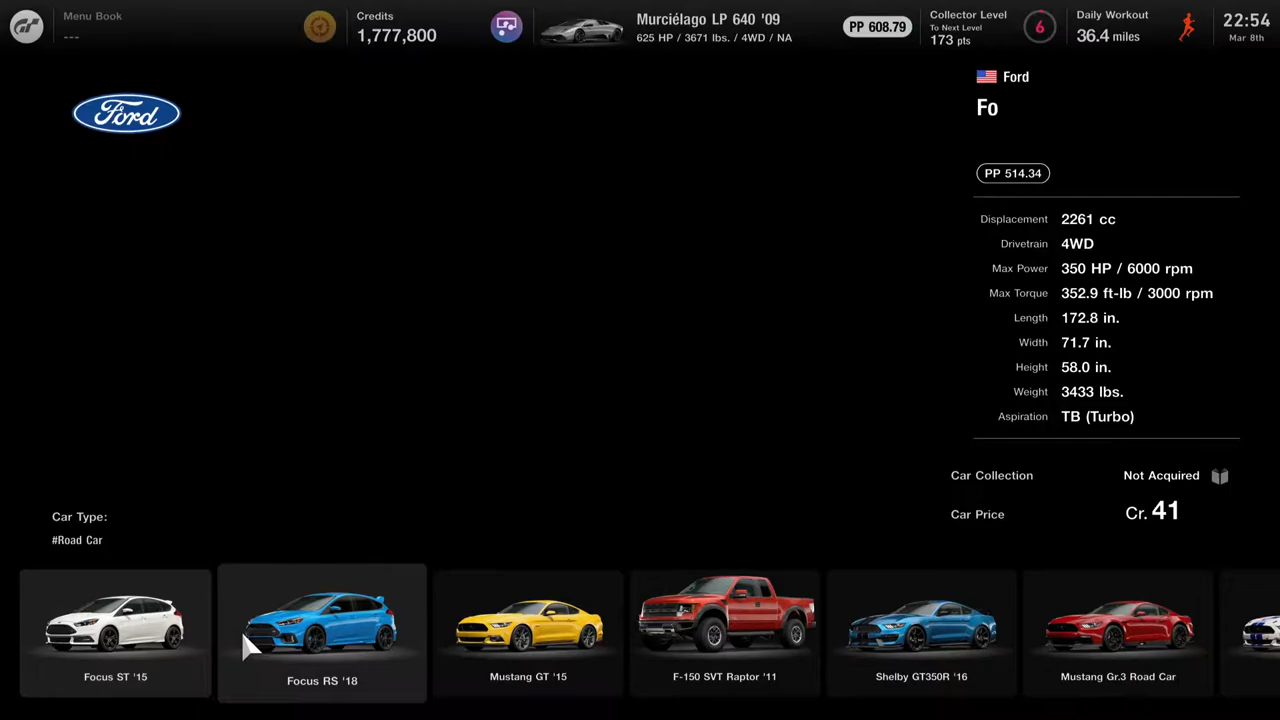 GT
Menu Book
---
Credits
1,777,800
Murciélago LP 640 '09
625 HP / 3671 lbs. / 4WD / NA
PP 608.79
Collector Level
To Next Level
173 pts
6
Daily Workout
36.4 miles
22:54
Mar 8th
Ford
Ford
Fo
PP 514.34
Displacement 2261 cc
Drivetrain 4WD
Max Power 350 HP / 6000 rpm
Max Torque 352.9 ft-lb / 3000 rpm
Length 172.8 in.
Width 71.7 in.
Height 58.0 in.
Weight 3433 lbs.
Aspiration TB (Turbo)
Car Collection Not Acquired
Car Price Cr. 41
Car Type:
#Road Car
Focus ST '15
Focus RS '18
Mustang GT '15
F-150 SVT Raptor '11
Shelby GT350R '16
Mustang Gr.3 Road Car